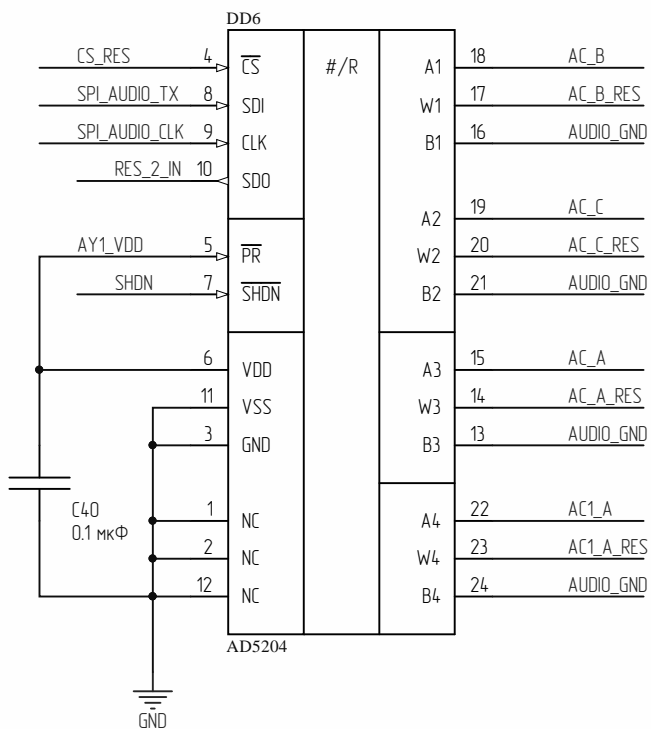 DD6
CS_RES 4 CS #/R A1 18 AC_B
SPI_AUDIO_TX 8 SDI W1 17 AC_B_RES
SPI_AUDIO_CLK 9 CLK B1 16 AUDIO_GND
RES_2_IN 10 SDO
A2 19 AC_C
AY1_VDD 5 PR W2 20 AC_C_RES
SHDN 7 SHDN B2 21 AUDIO_GND
6 VDD A3 15 AC_A
11 VSS W3 14 AC_A_RES
3 GND B3 13 AUDIO_GND
C40
0.1 мкФ
1 NC A4 22 AC1_A
2 NC W4 23 AC1_A_RES
12 NC B4 24 AUDIO_GND
AD5204
GND